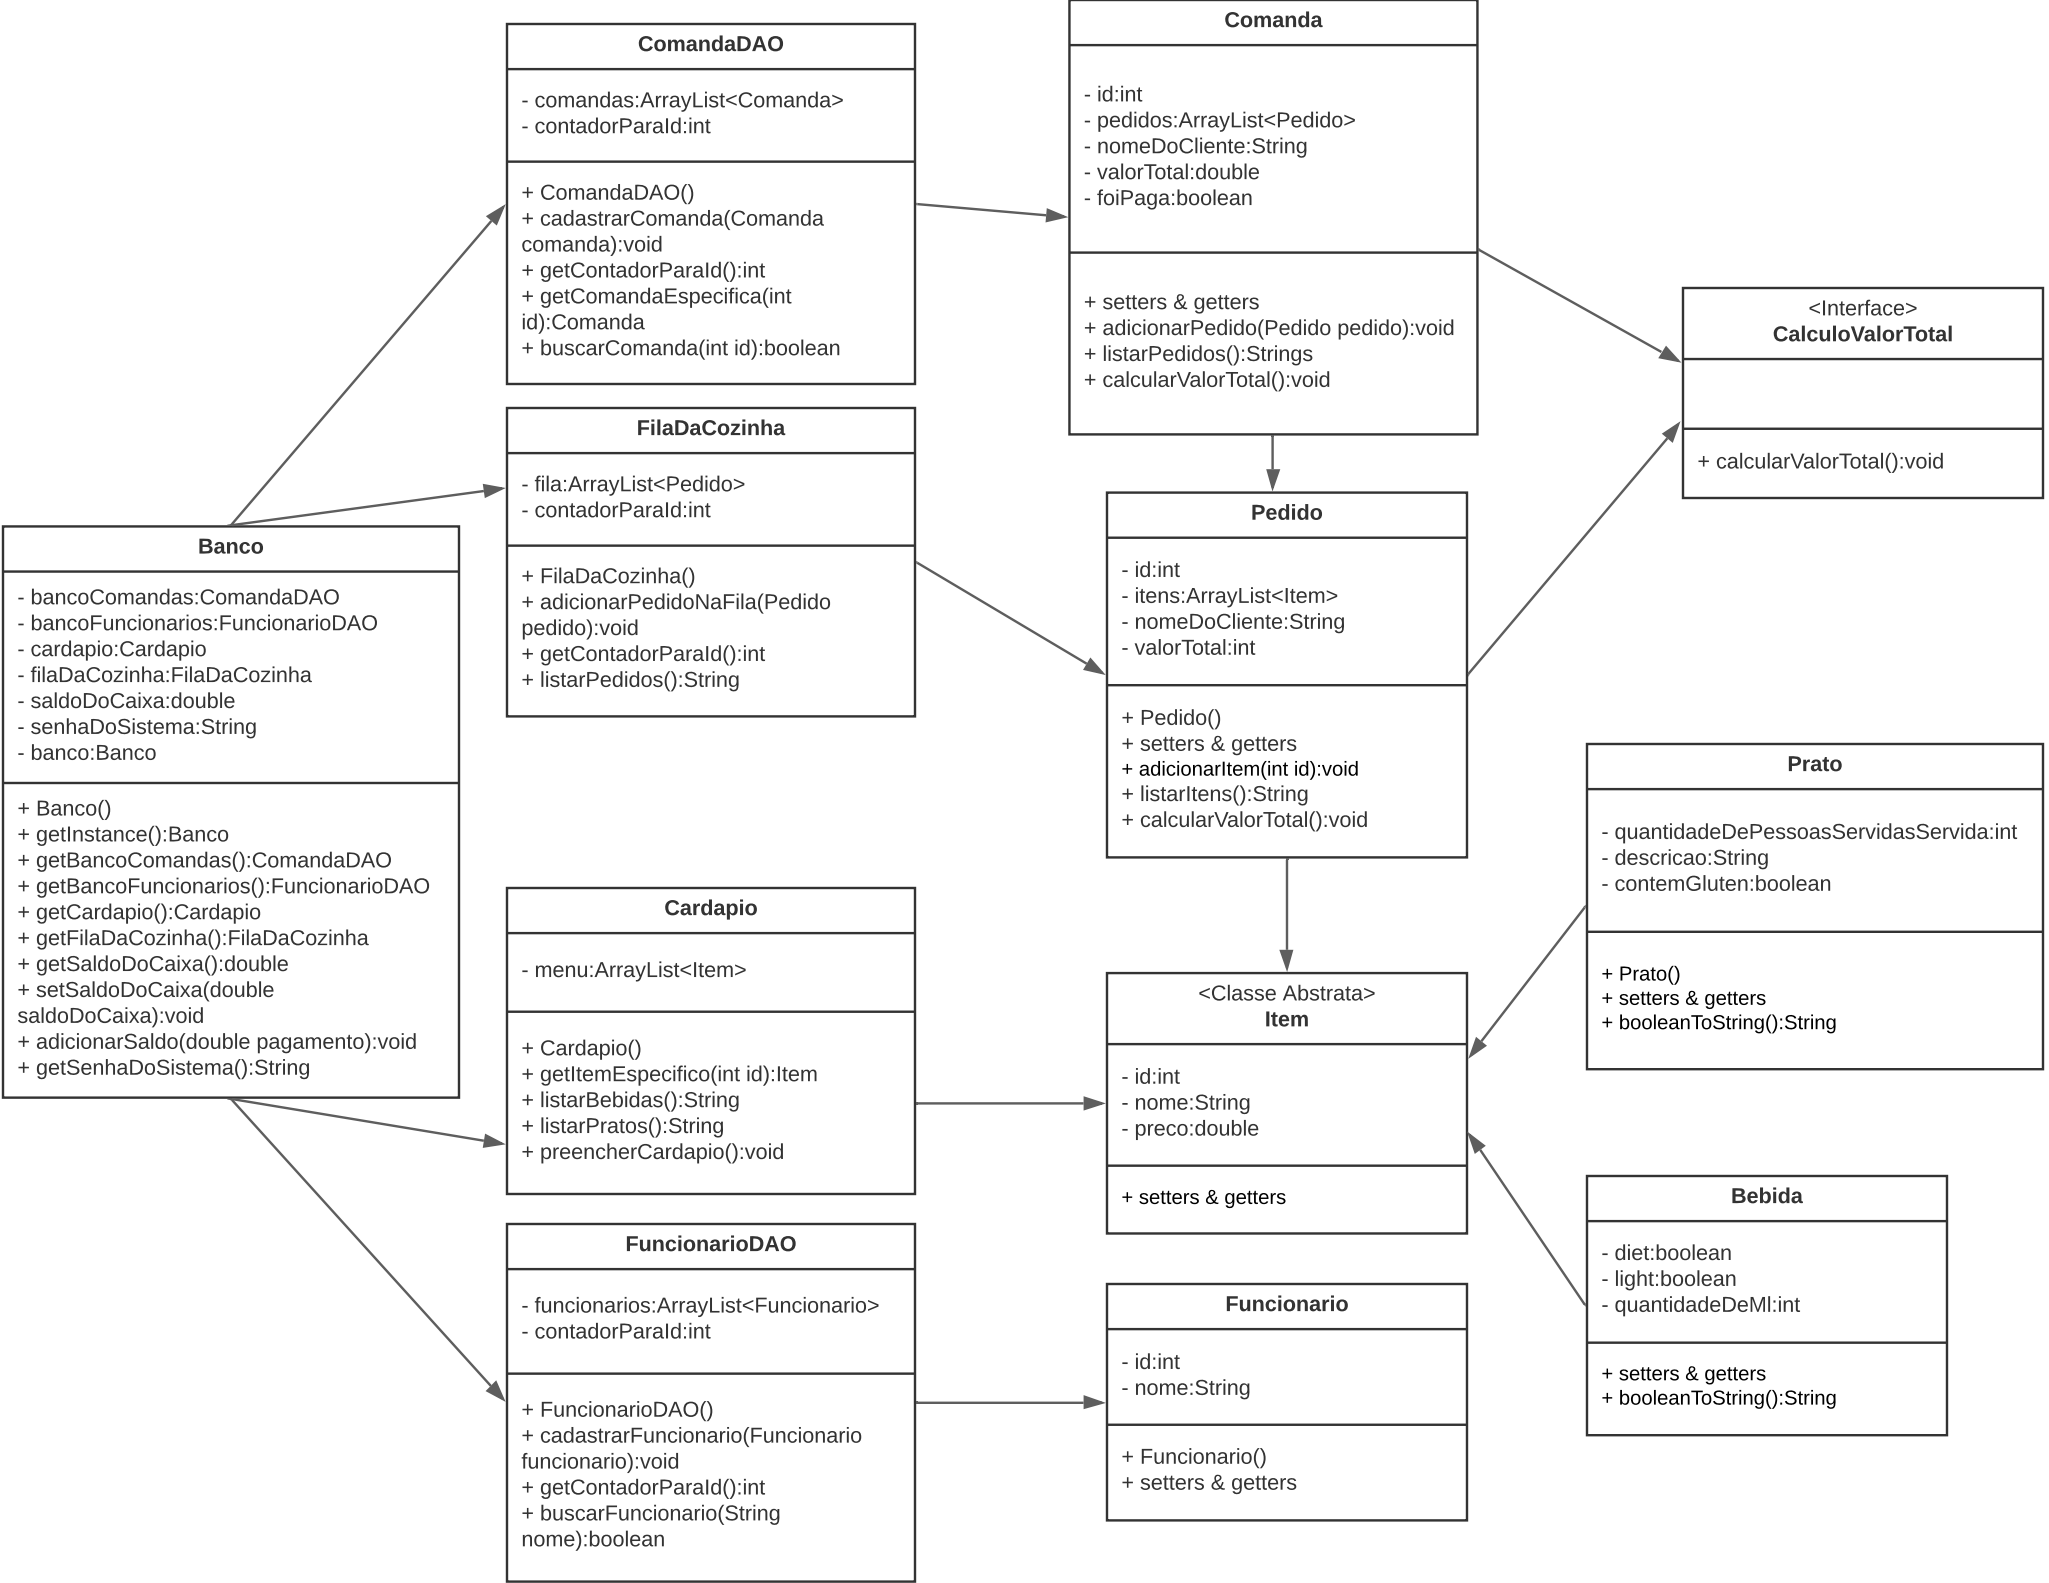 ComandaDAO
- comandas:ArrayList<Comanda>
- contadorParaId:int
+ ComandaDAO()
+ cadastrarComanda(Comanda
comanda):void
+ getContadorParaId():int
+ getComandaEspecifica(int
id):Comanda
+ buscarComanda(int id):boolean
Comanda
- id:int
- pedidos:ArrayList<Pedido>
- nomeDoCliente:String
- valorTotal:double
- foiPaga:boolean
+ setters & getters
+ adicionarPedido(Pedido pedido):void
+ listarPedidos():Strings
+ calcularValorTotal():void
<Interface>
CalculoValorTotal
+ calcularValorTotal():void
FilaDaCozinha
- fila:ArrayList<Pedido>
- contadorParaId:int
+ FilaDaCozinha()
+ adicionarPedidoNaFila(Pedido
pedido):void
+ getContadorParaId():int
+ listarPedidos():String
Pedido
- id:int
- itens:ArrayList<Item>
- nomeDoCliente:String
- valorTotal:int
+ Pedido()
+ setters & getters
+ adicionarItem(int id):void
+ listarItens():String
+ calcularValorTotal():void
Banco
- bancoComandas:ComandaDAO
- bancoFuncionarios:FuncionarioDAO
- cardapio:Cardapio
- filaDaCozinha:FilaDaCozinha
- saldoDoCaixa:double
- senhaDoSistema:String
- banco:Banco
+ Banco()
+ getInstance():Banco
+ getBancoComandas():ComandaDAO
+ getBancoFuncionarios():FuncionarioDAO
+ getCardapio():Cardapio
+ getFilaDaCozinha():FilaDaCozinha
+ getSaldoDoCaixa():double
+ setSaldoDoCaixa(double
saldoDoCaixa):void
+ adicionarSaldo(double pagamento):void
+ getSenhaDoSistema():String
Prato
- quantidadeDePessoasServidasServida:int
- descricao:String
- contemGluten:boolean
+ Prato()
+ setters & getters
+ booleanToString():String
Cardapio
- menu:ArrayList<Item>
+ Cardapio()
+ getItemEspecifico(int id):Item
+ listarBebidas():String
+ listarPratos():String
+ preencherCardapio():void
<Classe Abstrata>
Item
- id:int
- nome:String
- preco:double
+ setters & getters
Bebida
- diet:boolean
- light:boolean
- quantidadeDeMl:int
+ setters & getters
+ booleanToString():String
FuncionarioDAO
- funcionarios:ArrayList<Funcionario>
- contadorParaId:int
+ FuncionarioDAO()
+ cadastrarFuncionario(Funcionario
funcionario):void
+ getContadorParaId():int
+ buscarFuncionario(String
nome):boolean
Funcionario
- id:int
- nome:String
+ Funcionario()
+ setters & getters